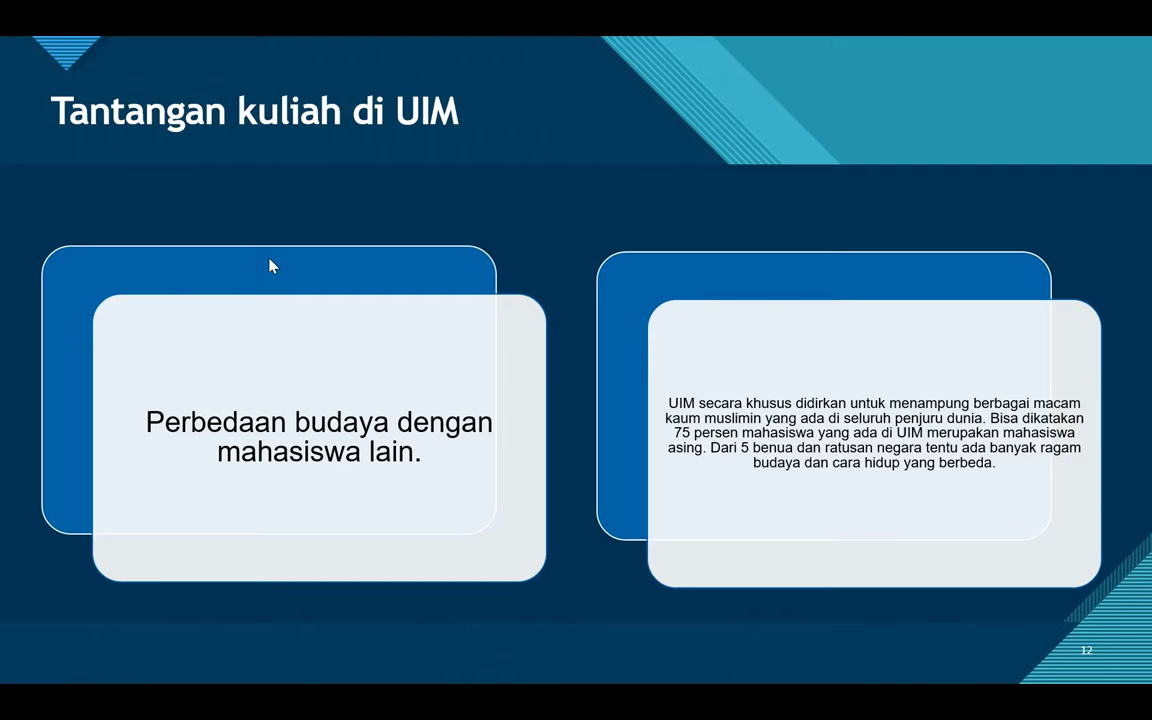 Tantangan kuliah di UIM
Perbedaan budaya dengan
mahasiswa lain.
UIM secara khusus didirkan untuk menampung berbagai macam
kaum muslimin yang ada di seluruh penjuru dunia. Bisa dikatakan
75 persen mahasiswa yang ada di UIM merupakan mahasiswa
asing. Dari 5 benua dan ratusan negara tentu ada banyak ragam
budaya dan cara hidup yang berbeda.
12